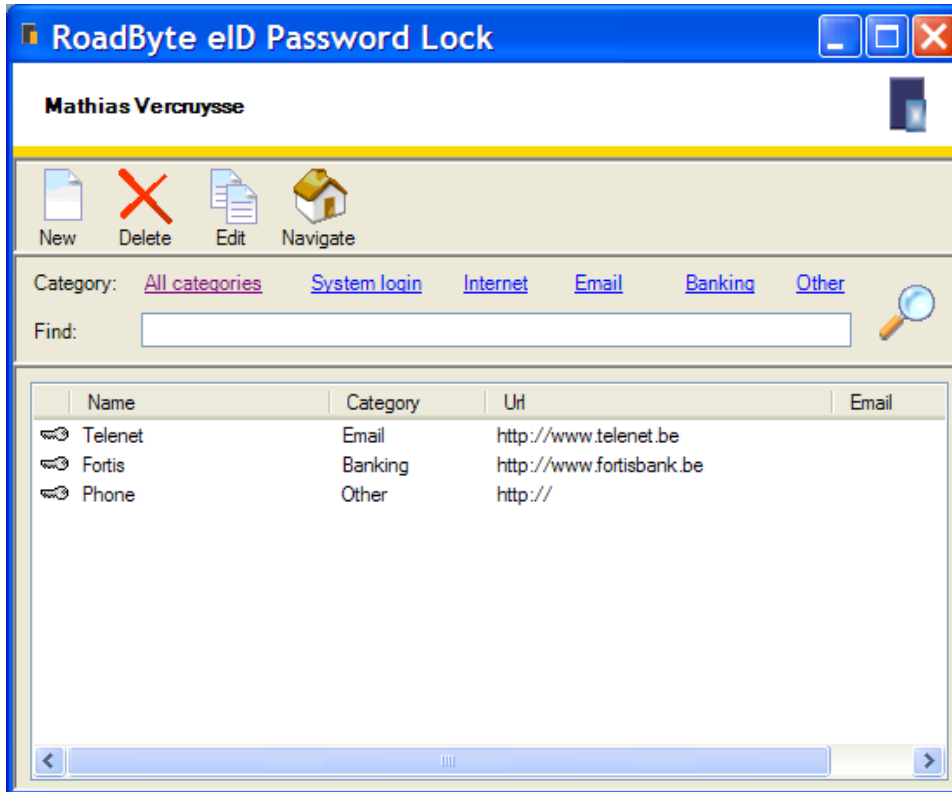 RoadByte eID Password Lock
Mathias Vercruysse
New Delete Edit Navigate
Category: All categories System login Internet Email Banking Other
Find:
Name Category Url Email
Telenet Email http://www.telenet.be
Fortis Banking http://www.fortisbank.be
Phone Other http://